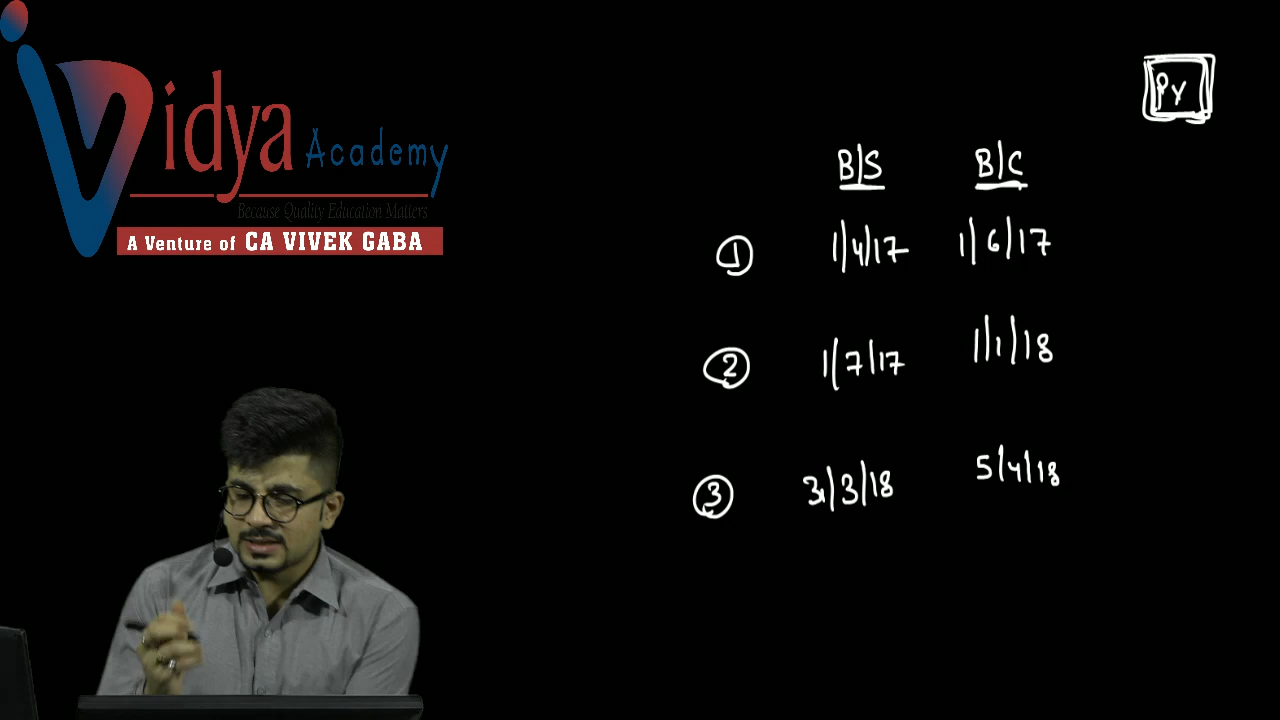 Vidya Academy
Because Quality Education Matters
A Venture of CA VIVEK GABA
PY
B/S B/C
① 1/4/17 1/6/17
② 1/7/17 1/1/18
③ 31/3/18 5/4/18